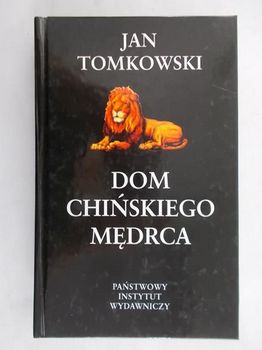 JAN
TOMKOWSKI
DOM
CHIŃSKIEGO
MĘDRCA
PAŃSTWOWY
INSTYTUT
WYDAWNICZY